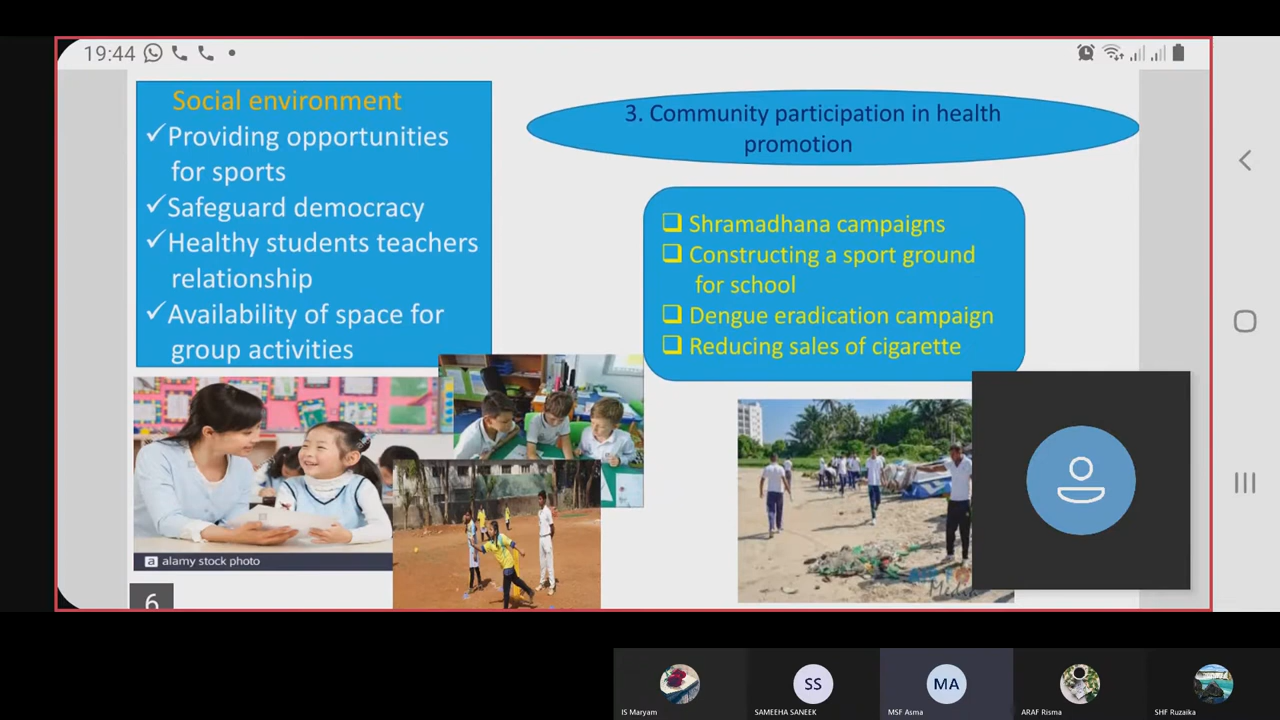 19:44
Social environment
✓Providing opportunities
for sports
✓Safeguard democracy
✓Healthy students teachers
relationship
✓Availability of space for
group activities
3. Community participation in health
promotion
❑ Shramadhana campaigns
❑ Constructing a sport ground
for school
❑ Dengue eradication campaign
❑ Reducing sales of cigarette
a alamy stock photo
6
SS
MA
IS Maryam
SAMEEHA SANEEK
MSF Asma
ARAF Risma
SHF Ruzaika